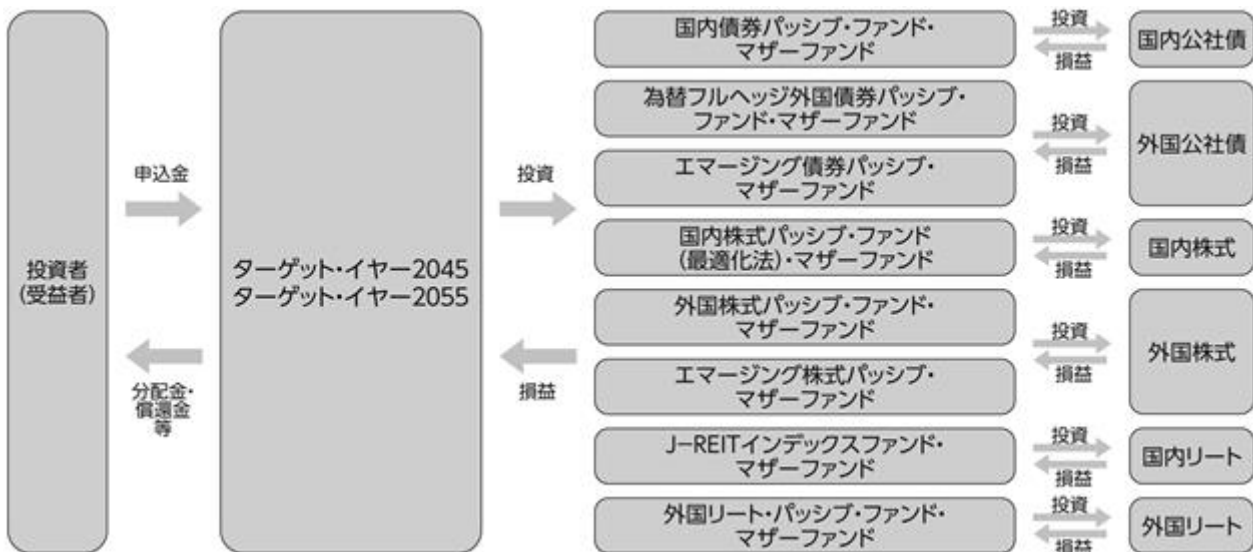 投資者
(受益者)
申込金
分配金・
償還金
等
ターゲット・イヤー2045
ターゲット・イヤー2055
投資
損益
国内債券パッシブ・ファンド・
マザーファンド
投資
損益
国内公社債
為替フルヘッジ外国債券パッシブ・
ファンド・マザーファンド
エマージング債券パッシブ・
マザーファンド
投資
損益
外国公社債
国内株式パッシブ・ファンド
(最適化法)・マザーファンド
投資
損益
国内株式
外国株式パッシブ・ファンド・
マザーファンド
エマージング株式パッシブ・
マザーファンド
投資
損益
外国株式
J−REITインデックスファンド・
マザーファンド
投資
損益
国内リート
外国リート・パッシブ・ファンド・
マザーファンド
投資
損益
外国リート